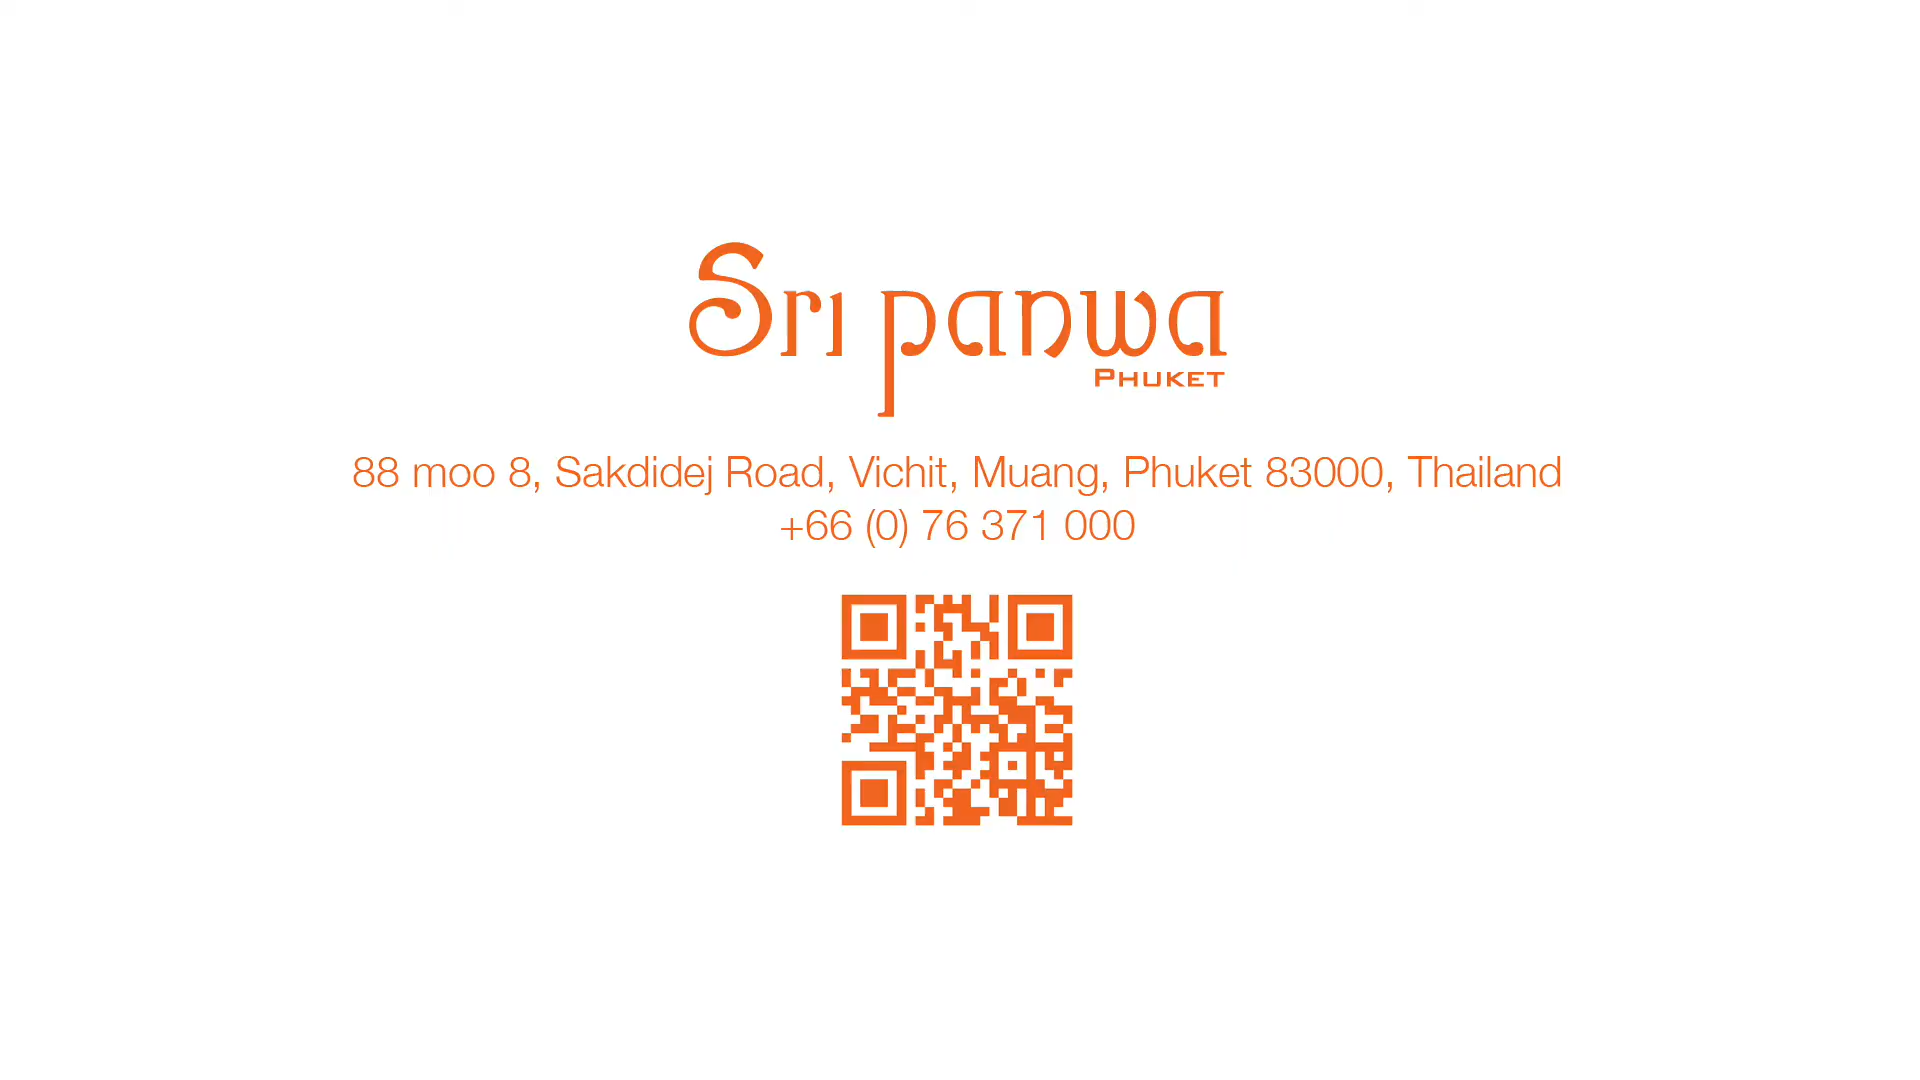 Sri panwa
PHUKET
88 moo 8, Sakdidej Road, Vichit, Muang, Phuket 83000, Thailand
+66 (0) 76 371 000